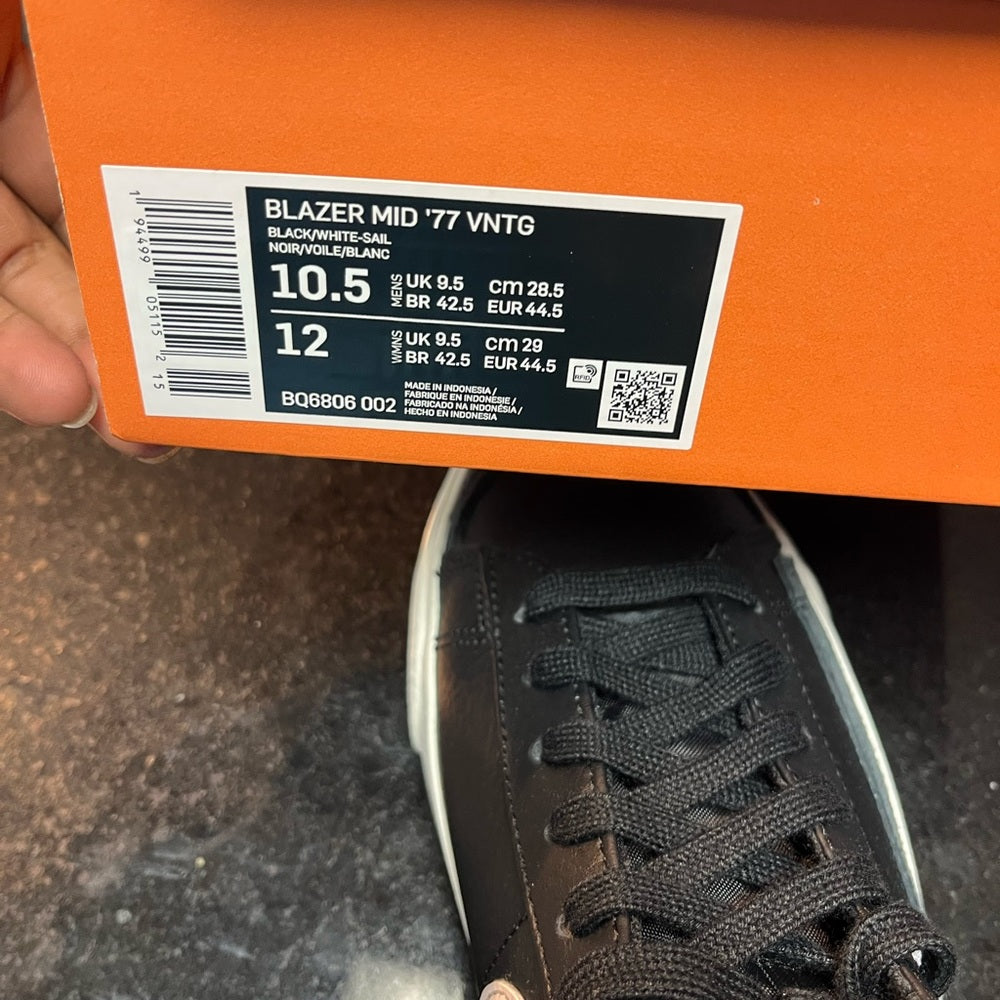 BLAZER MID '77 VNTG
BLACK/WHITE-SAIL
NOIR/VOILE/BLANC
10.5 MENS UK 9.5 cm 28.5
BR 42.5 EUR 44.5
12 WMNS UK 9.5 cm 29
BR 42.5 EUR 44.5
RFID
BQ6806 002
MADE IN INDONESIA /
FABRIQUE EN INDONESIE /
FABRICADO NA INDONÉSIA /
HECHO EN INDONESIA
1 94499 05115 2 15